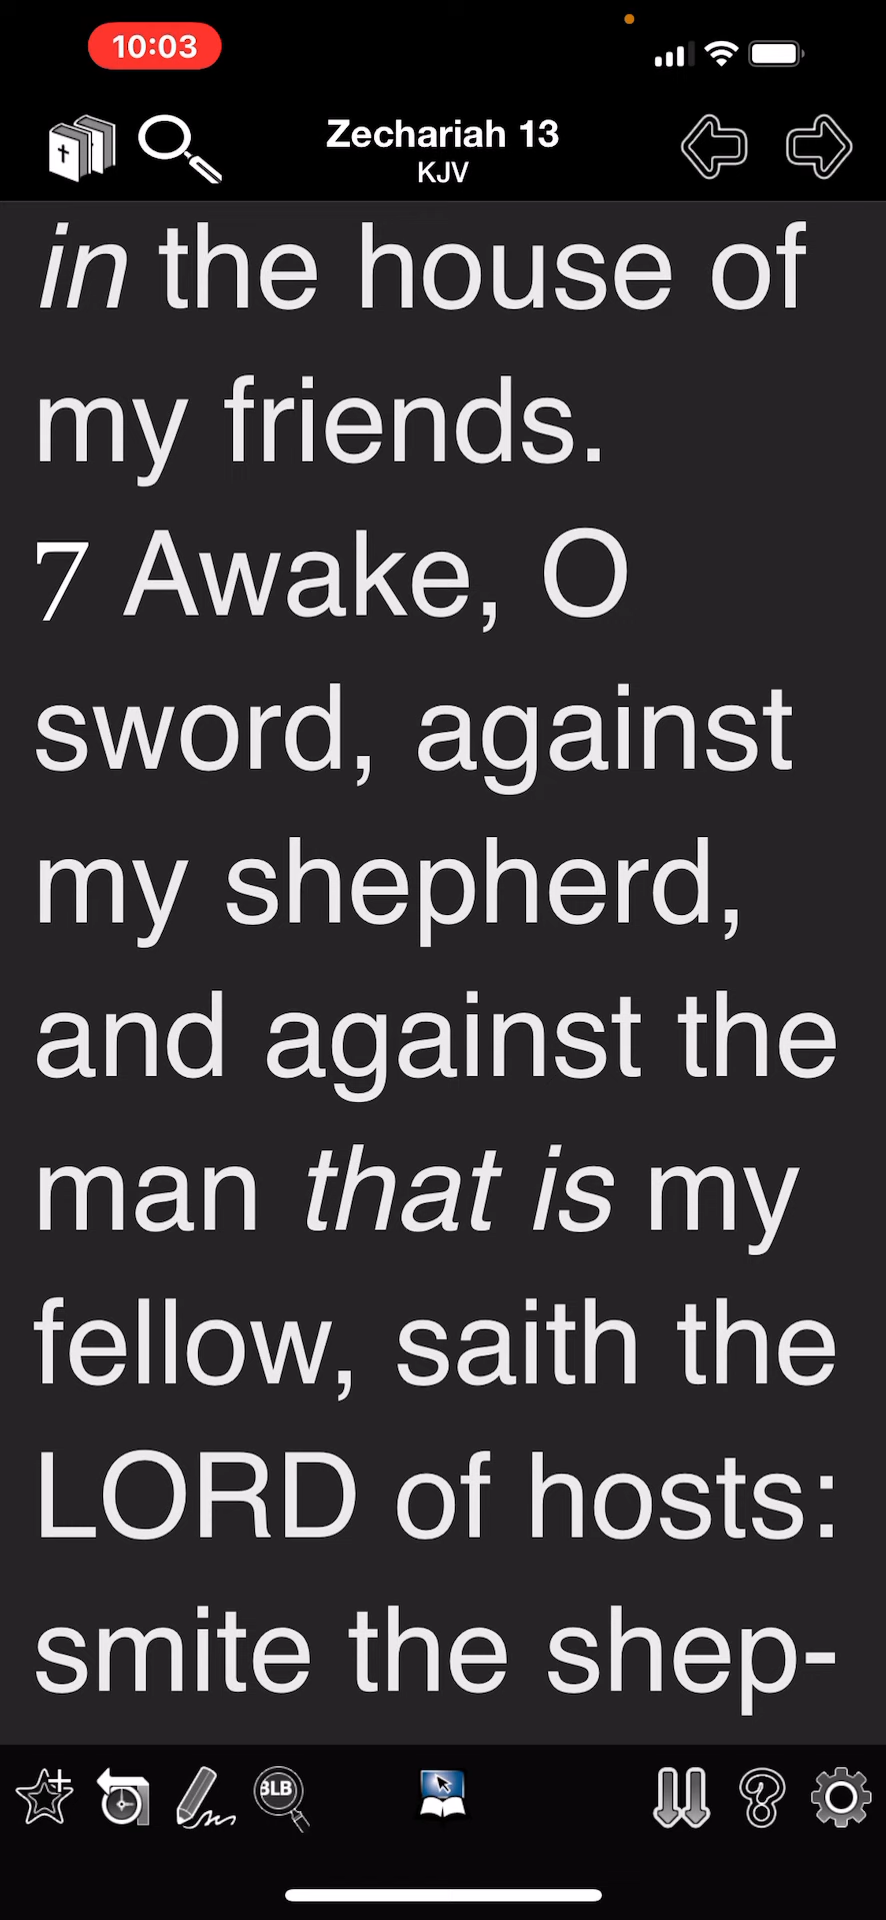 10:03
Zechariah 13
KJV
in the house of
my friends.
7 Awake, O
sword, against
my shepherd,
and against the
man that is my
fellow, saith the
LORD of hosts:
smite the shep-
BLB